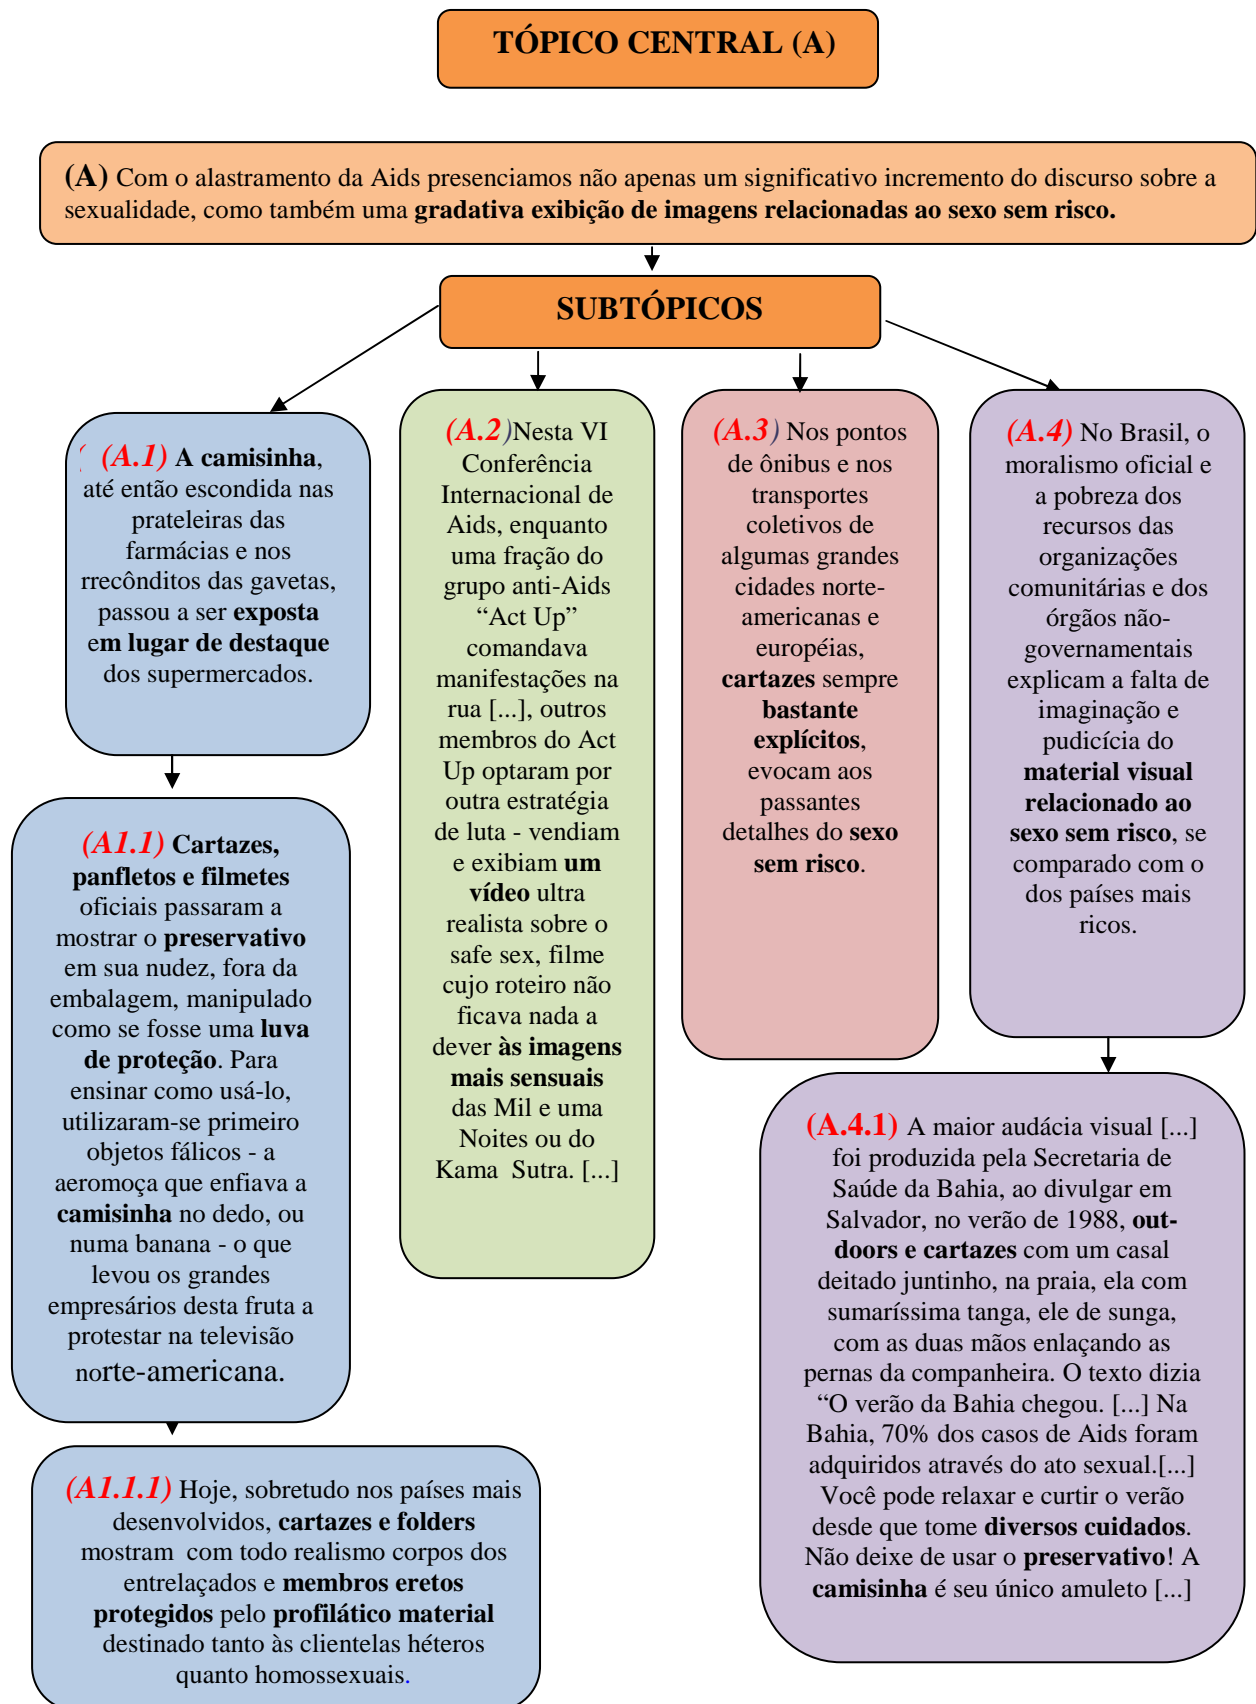 TÓPICO CENTRAL (A)
(A) Com o alastramento da Aids presenciamos não apenas um significativo incremento do discurso sobre a
sexualidade, como também uma gradativa exibição de imagens relacionadas ao sexo sem risco.
SUBTÓPICOS
( (A.1) A camisinha,
até então escondida nas
prateleiras das
farmácias e nos
rrecônditos das gavetas,
passou a ser exposta
em lugar de destaque
dos supermercados.
(A1.1) Cartazes,
panfletos e filmetes
oficiais passaram a
mostrar o preservativo
em sua nudez, fora da
embalagem, manipulado
como se fosse uma luva
de proteção. Para
ensinar como usá-lo,
utilizaram-se primeiro
objetos fálicos - a
aeromoça que enfiava a
camisinha no dedo, ou
numa banana - o que
levou os grandes
empresários desta fruta a
protestar na televisão
norte-americana.
(A1.1.1) Hoje, sobretudo nos países mais
desenvolvidos, cartazes e folders
mostram com todo realismo corpos dos
entrelaçados e membros eretos
protegidos pelo profilático material
destinado tanto às clientelas héteros
quanto homossexuais.
(A.2)Nesta VI
Conferência
Internacional de
Aids, enquanto
uma fração do
grupo anti-Aids
“Act Up”
comandava
manifestações na
rua [...], outros
membros do Act
Up optaram por
outra estratégia
de luta - vendiam
e exibiam um
vídeo ultra
realista sobre o
safe sex, filme
cujo roteiro não
ficava nada a
dever às imagens
mais sensuais
das Mil e uma
Noites ou do
Kama Sutra. [...]
(A.3) Nos pontos
de ônibus e nos
transportes
coletivos de
algumas grandes
cidades norte-
americanas e
européias,
cartazes sempre
bastante
explícitos,
evocam aos
passantes
detalhes do sexo
sem risco.
(A.4) No Brasil, o
moralismo oficial e
a pobreza dos
recursos das
organizações
comunitárias e dos
órgãos não-
governamentais
explicam a falta de
imaginação e
pudicícia do
material visual
relacionado ao
sexo sem risco, se
comparado com o
dos países mais
ricos.
(A.4.1) A maior audácia visual [...]
foi produzida pela Secretaria de
Saúde da Bahia, ao divulgar em
Salvador, no verão de 1988, out-
doors e cartazes com um casal
deitado juntinho, na praia, ela com
sumaríssima tanga, ele de sunga,
com as duas mãos enlaçando as
pernas da companheira. O texto dizia
“O verão da Bahia chegou. [...] Na
Bahia, 70% dos casos de Aids foram
adquiridos através do ato sexual.[...]
Você pode relaxar e curtir o verão
desde que tome diversos cuidados.
Não deixe de usar o preservativo! A
camisinha é seu único amuleto [...]